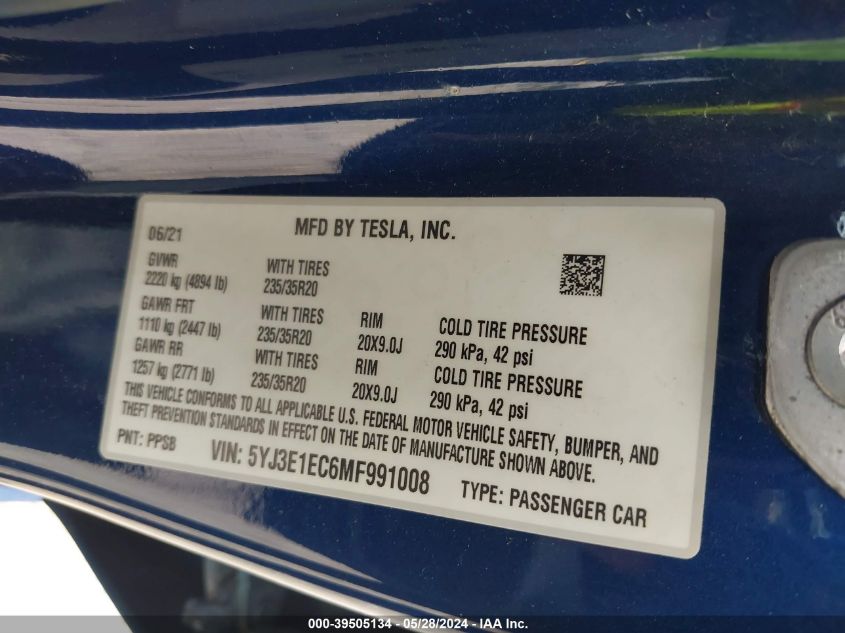 MFD BY TESLA, INC.
06/21
GVWR
2220 kg (4894 lb)
WITH TIRES
235/35R20
GAWR FRT
1110 kg (2447 lb)
WITH TIRES
235/35R20
RIM
20X9.0J
COLD TIRE PRESSURE
290 kPa, 42 psi
GAWR RR
1257 kg (2771 lb)
WITH TIRES
235/35R20
RIM
20X9.0J
COLD TIRE PRESSURE
290 kPa, 42 psi
THIS VEHICLE CONFORMS TO ALL APPLICABLE U.S. FEDERAL MOTOR VEHICLE SAFETY, BUMPER, AND
THEFT PREVENTION STANDARDS IN EFFECT ON THE DATE OF MANUFACTURE SHOWN ABOVE.
PNT: PPSB VIN: 5YJ3E1EC6MF991008 TYPE: PASSENGER CAR
000-39505134 - 05/28/2024 - IAA Inc.